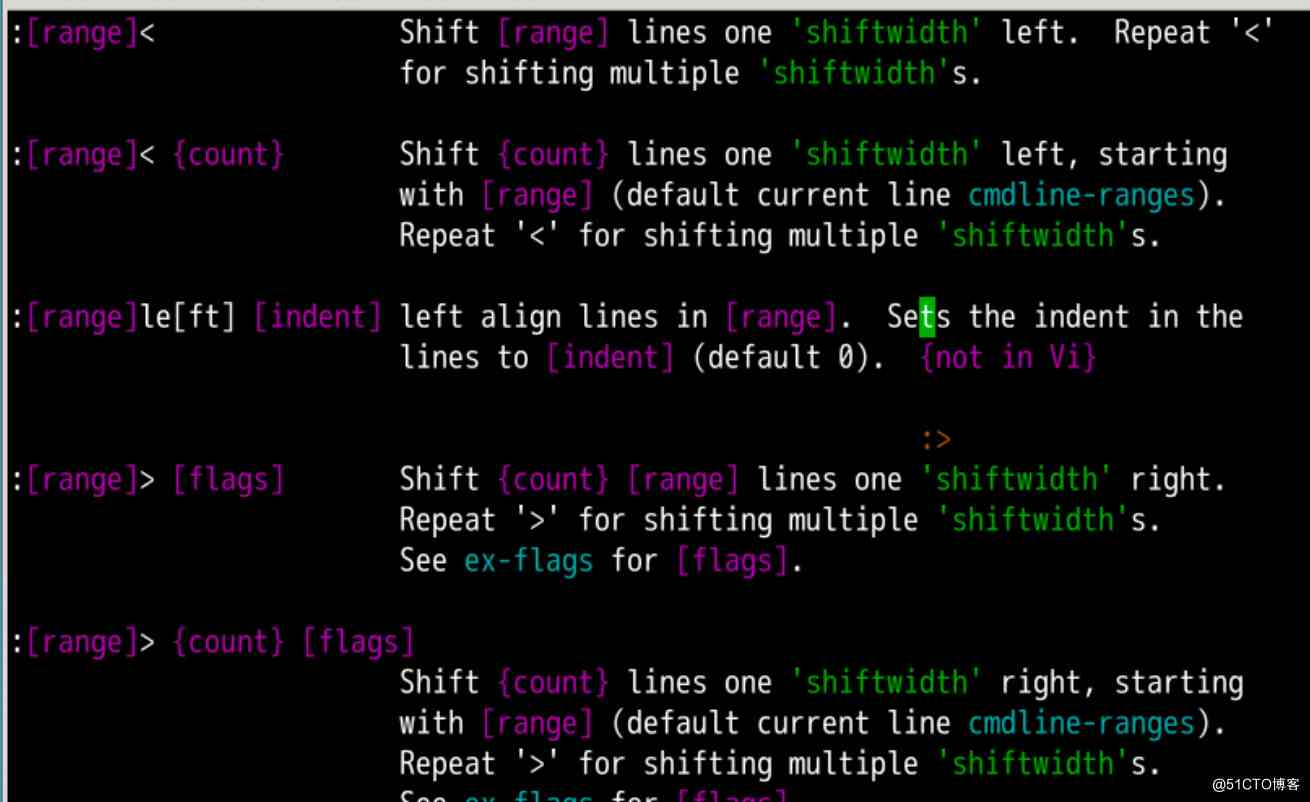 :[range]<                Shift [range] lines one 'shiftwidth' left.  Repeat '<'
                        for shifting multiple 'shiftwidth's.
:[range]< {count}       Shift {count} lines one 'shiftwidth' left, starting
                        with [range] (default current line cmdline-ranges).
                        Repeat '<' for shifting multiple 'shiftwidth's.
:[range]le[ft] [indent] left align lines in [range].  Sets the indent in the
                        lines to [indent] (default 0).  {not in Vi}
                                                        :>
:[range]> [flags]       Shift {count} [range] lines one 'shiftwidth' right.
                        Repeat '>' for shifting multiple 'shiftwidth's.
                        See ex-flags for [flags].
:[range]> {count} [flags]
                        Shift {count} lines one 'shiftwidth' right, starting
                        with [range] (default current line cmdline-ranges).
                        Repeat '>' for shifting multiple 'shiftwidth's.
                        See ex-flags for [flags].
@51CTO博客